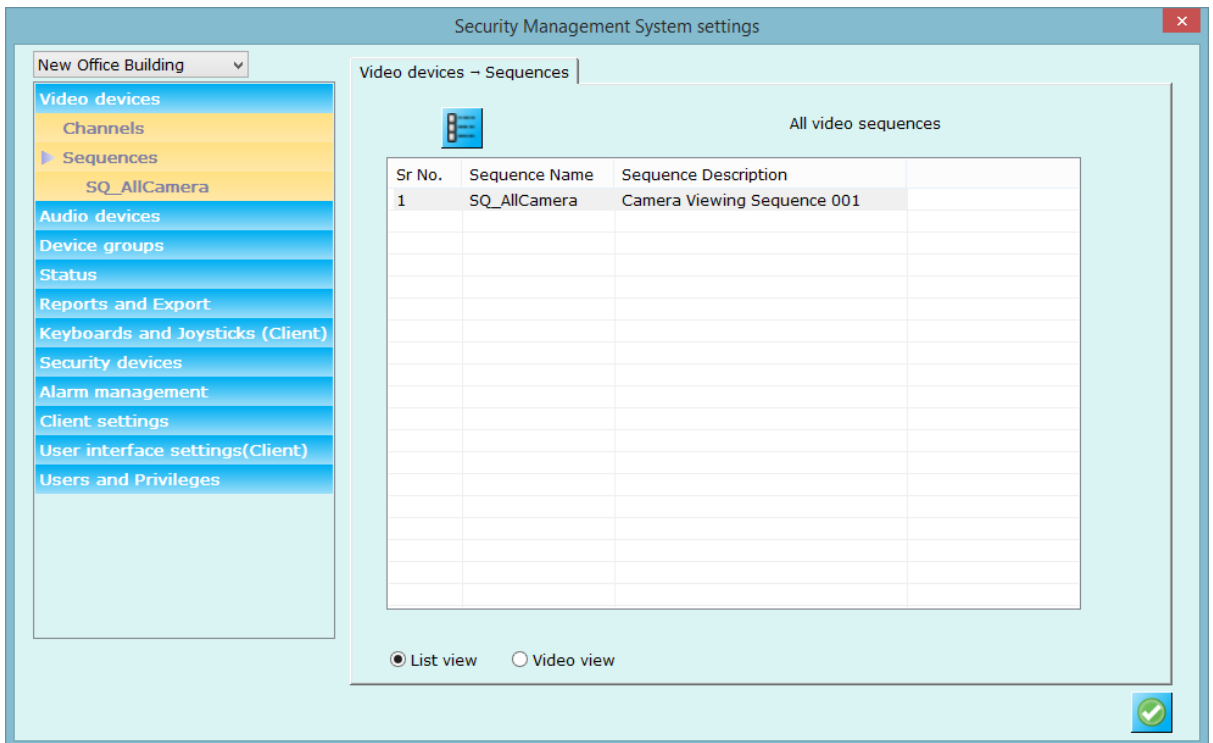 Security Management System settings
New Office Building
Video devices
Channels
Sequences
SQ_AllCamera
Audio devices
Device groups
Status
Reports and Export
Keyboards and Joysticks (Client)
Security devices
Alarm management
Client settings
User interface settings(Client)
Users and Privileges
Video devices → Sequences
All video sequences
Sr No. Sequence Name Sequence Description
1 SQ_AllCamera Camera Viewing Sequence 001
List view Video view